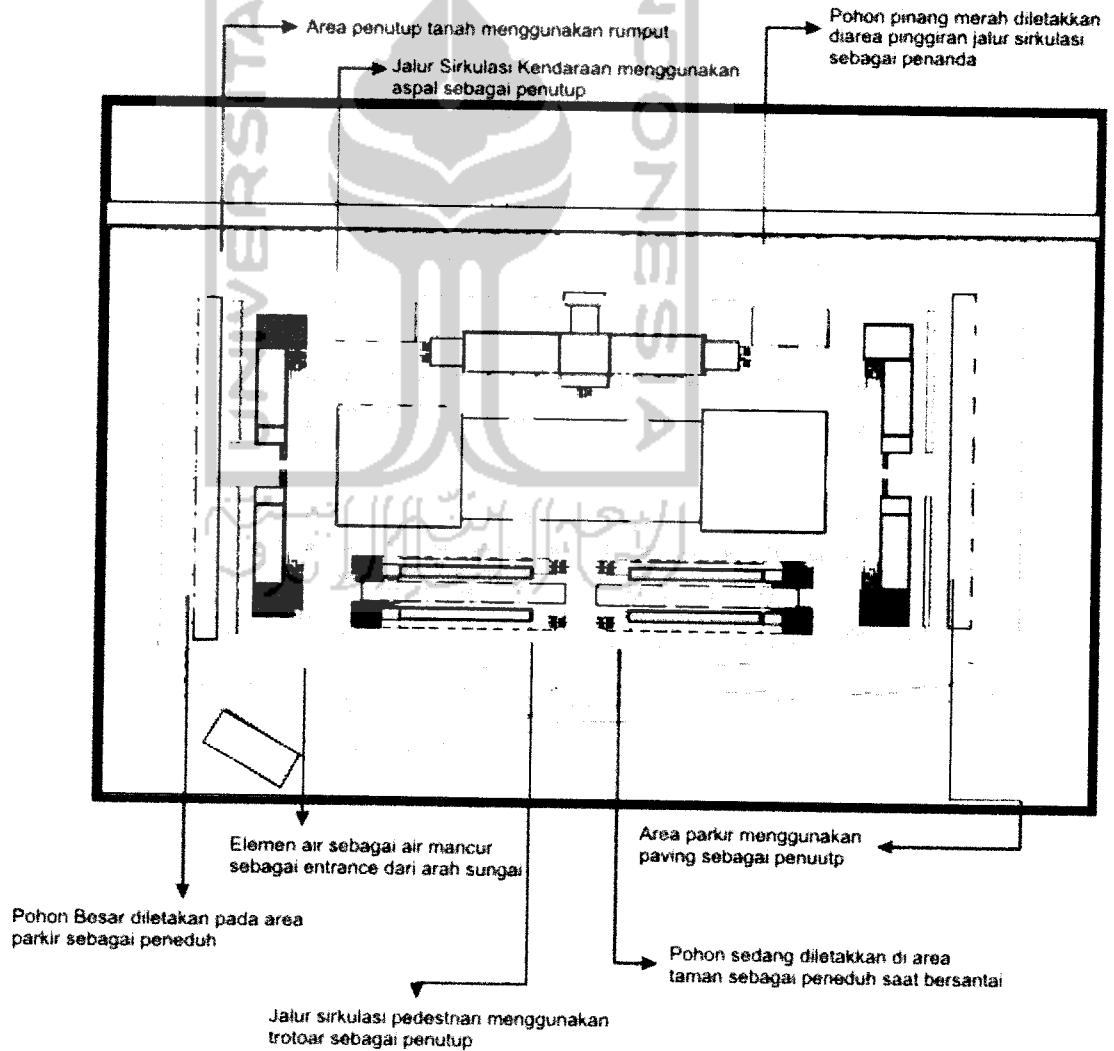 Area penutup tanah menggunakan rumput
Pohon pinang merah diletakkan
diarea pinggiran jalur sirkulasi
sebagai penanda
Jalur Sirkulasi Kendaraan menggunakan
aspal sebagai penutup
UNIVERSITA
ONESIA
Elemen air sebagai air mancur
sebagai entrance dari arah sungai
Area parkir menggunakan
paving sebagai penuutp
Pohon Besar diletakan pada area
parkir sebagai peneduh
Pohon sedang diletakkan di area
taman sebagai peneduh saat bersantai
Jalur sirkulasi pedestrian menggunakan
trotoar sebagai penutup